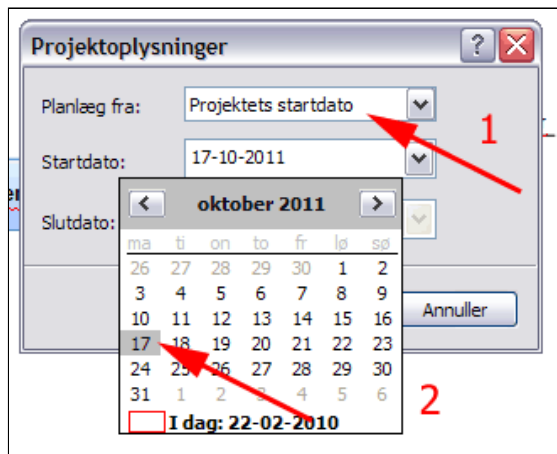 Projektoplysninger
Planlæg fra: Projektets startdato
1
Startdato: 17-10-2011
oktober 2011
Slutdato:
ma ti on to fr lø sø
26 27 28 29 30 1 2
3 4 5 6 7 8 9
10 11 12 13 14 15 16
Annuller
17 18 19 20 21 22 23
24 25 26 27 28 29 30
31 1 2 3 4 5 6
2
I dag: 22-02-2010